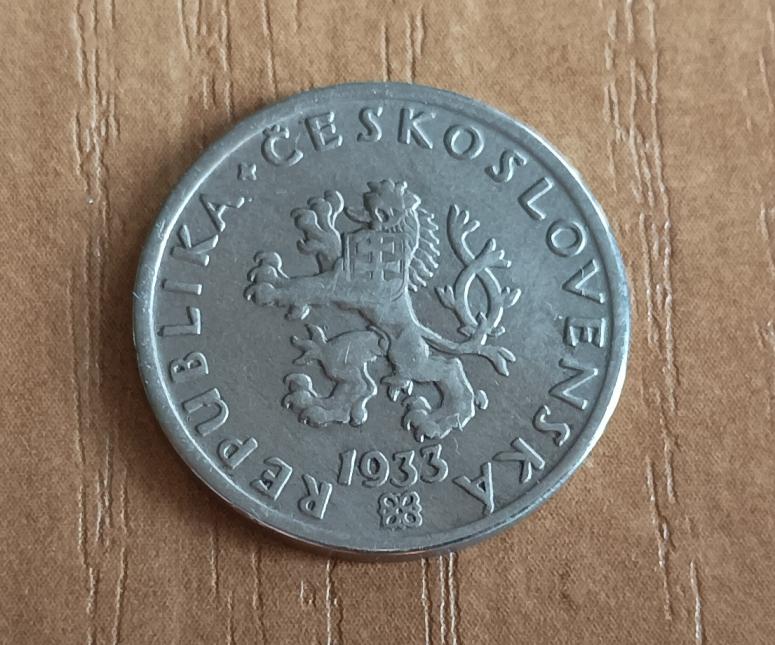 REPUBLIKA • ČESKOSLOVENSKÁ
1933